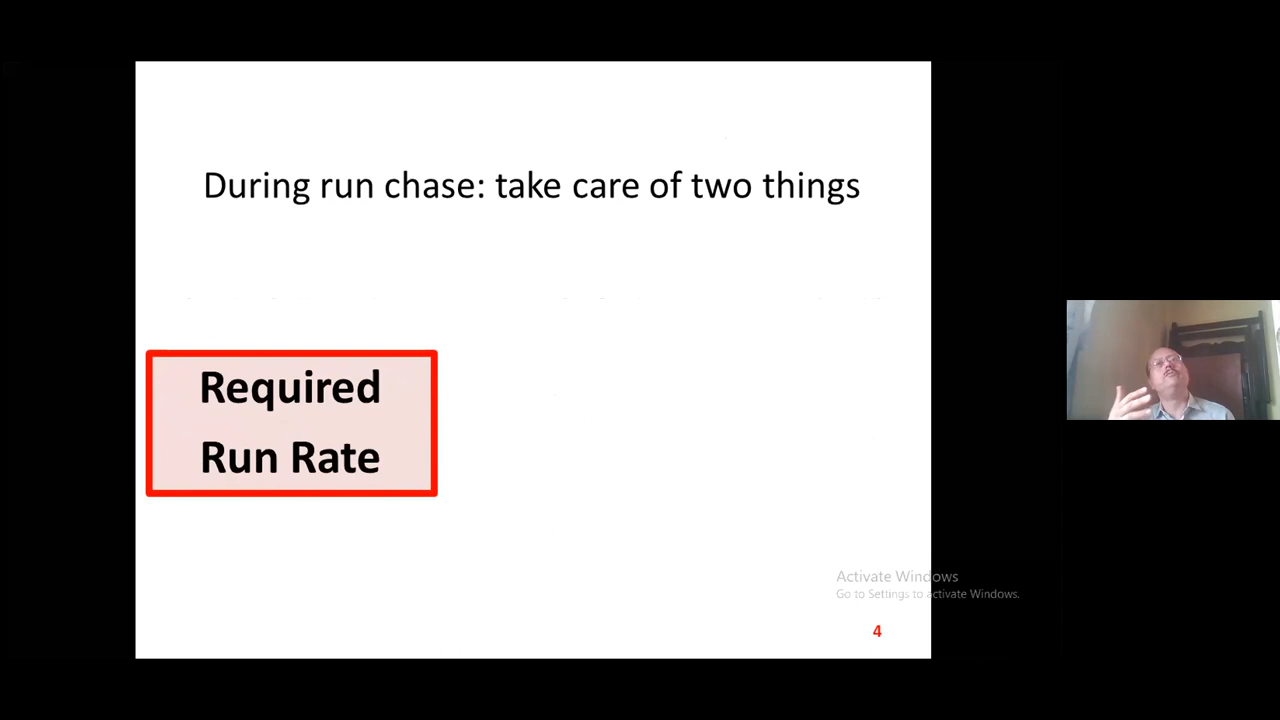 During run chase: take care of two things
Required
Run Rate
Activate Windows
Go to Settings to activate Windows.
4